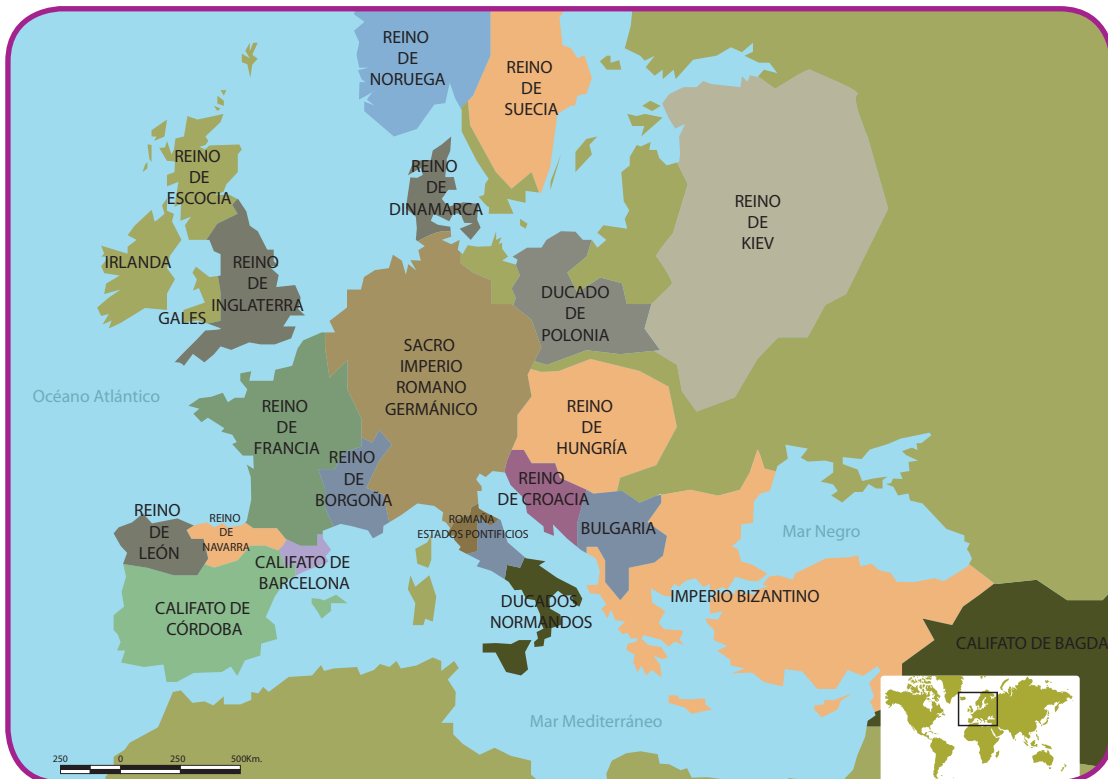 REINO
DE
NORUEGA
REINO
DE
SUECIA
REINO
DE
ESCOCIA
REINO
DE
DINAMARCA
REINO
DE
KIEV
IRLANDA
REINO
DE
INGLATERRA
GALES
DUCADO
DE
POLONIA
SACRO
IMPERIO
ROMANO
GERMÁNICO
Océano Atlántico
REINO
DE
FRANCIA
REINO
DE
HUNGRÍA
REINO
DE
BORGOÑA
REINO
DE CROACIA
REINO
DE
LEÓN
REINO
DE
NAVARRA
ROMAÑA
ESTADOS PONTIFICIOS
BULGARIA
Mar Negro
CALIFATO DE
BARCELONA
CALIFATO DE
CÓRDOBA
DUCADOS
NORMANDOS
IMPERIO BIZANTINO
CALIFATO DE BAGDA
Mar Mediterráneo
250 0 250 500Km.